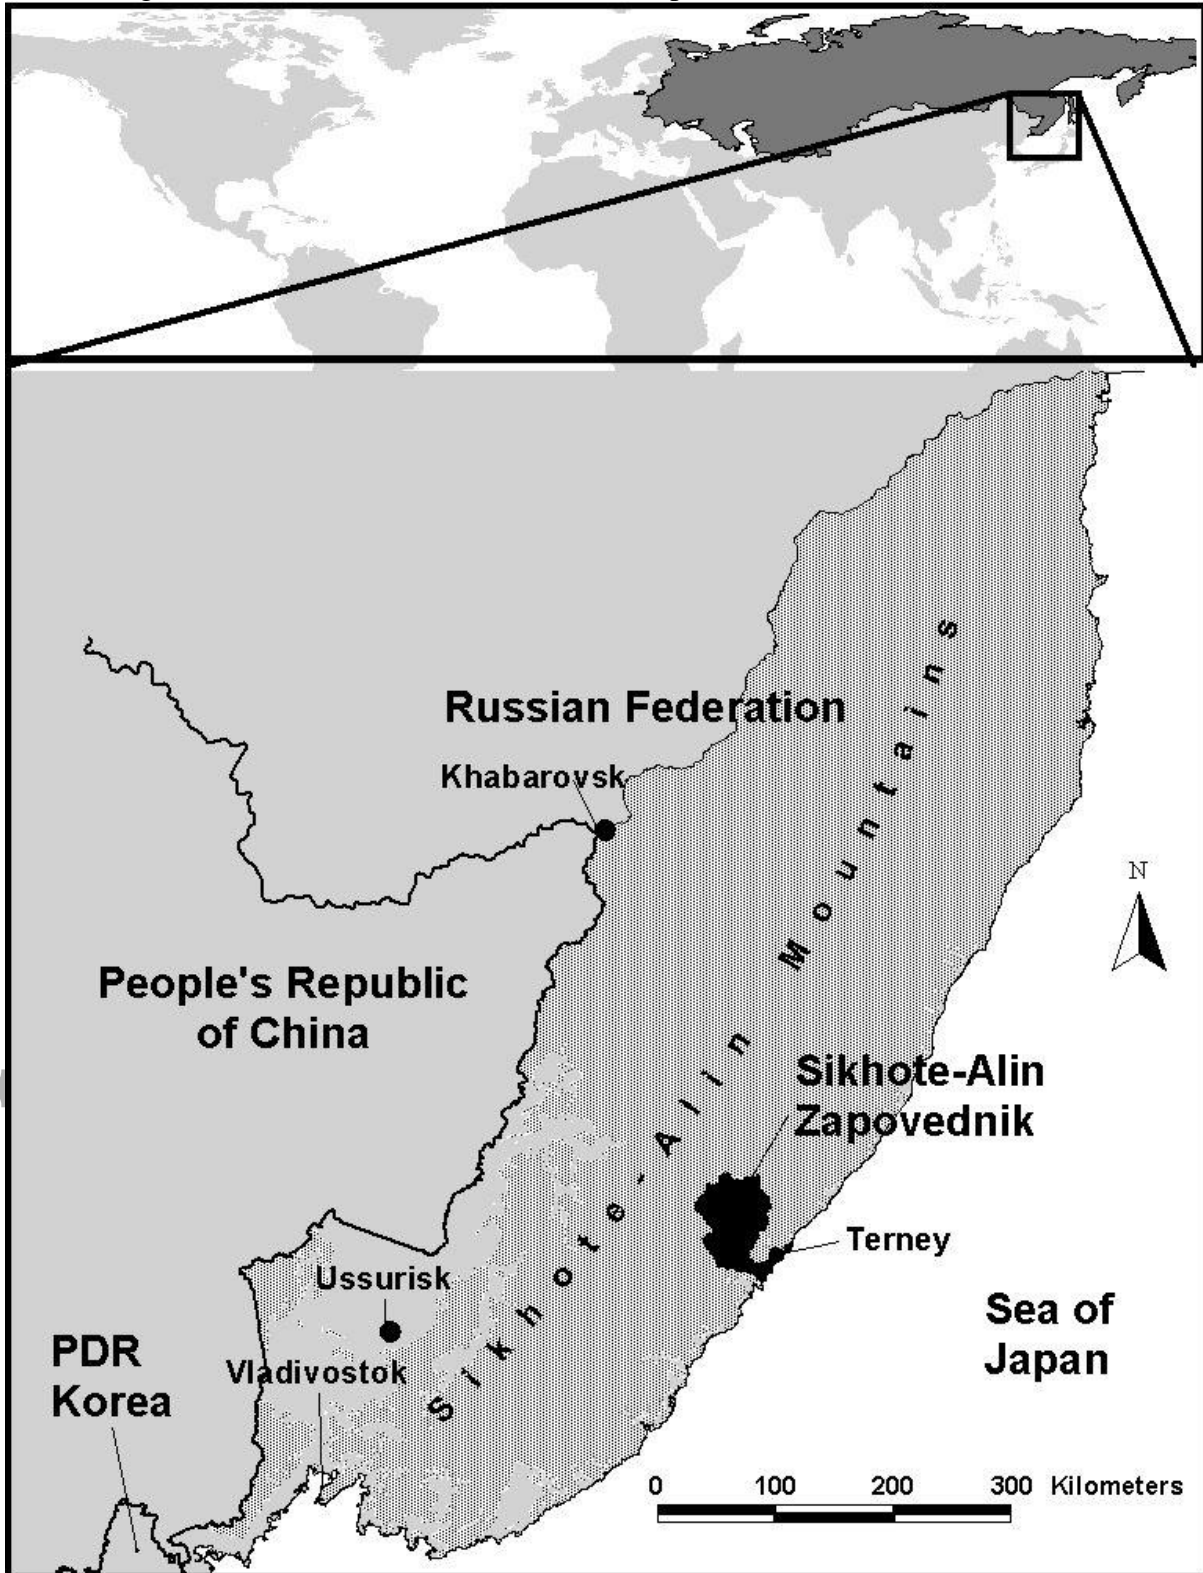 Russian Federation
Khabarovsk
N
People's Republic
of China
Sikhote-Alin Mountains
Sikhote-Alin
Zapovednik
Terney
Ussurisk
Sea of
Japan
PDR
Korea
Vladivostok
0 100 200 300 Kilometers